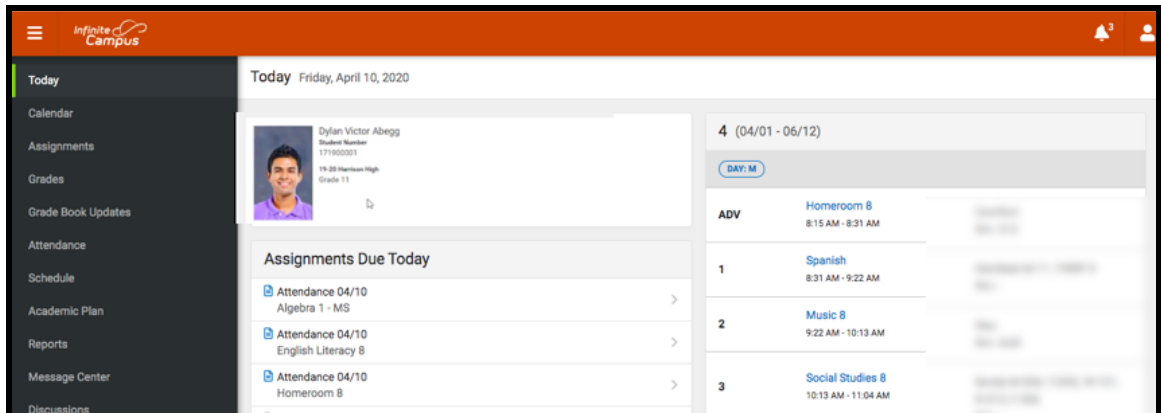 Infinite
Campus
3
Today
Calendar
Assignments
Grades
Grade Book Updates
Attendance
Schedule
Academic Plan
Reports
Message Center
Discussions
Today Friday, April 10, 2020
Dylan Victor Abegg
Student Number
171900001
19-20 Harrison High
Grade 11
Assignments Due Today
Attendance 04/10
Algebra 1 - MS
Attendance 04/10
English Literacy 8
Attendance 04/10
Homeroom 8
4 (04/01 - 06/12)
DAY: M
ADV
Homeroom 8
8:15 AM - 8:31 AM
1
Spanish
8:31 AM - 9:22 AM
2
Music 8
9:22 AM - 10:13 AM
3
Social Studies 8
10:13 AM - 11:04 AM